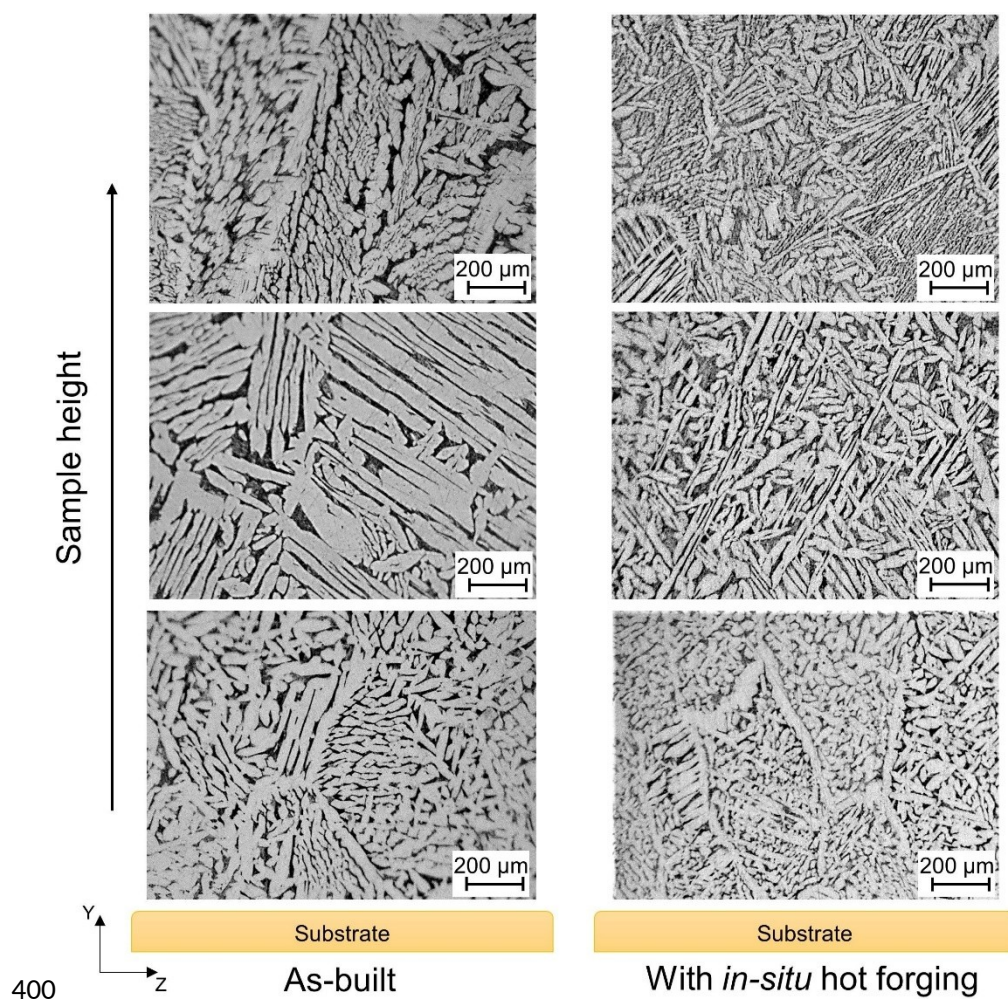 200 µm
200 µm
Sample height
200 µm
200 µm
200 µm
200 µm
Y
Z
Substrate
Substrate
As-built
With in-situ hot forging
400